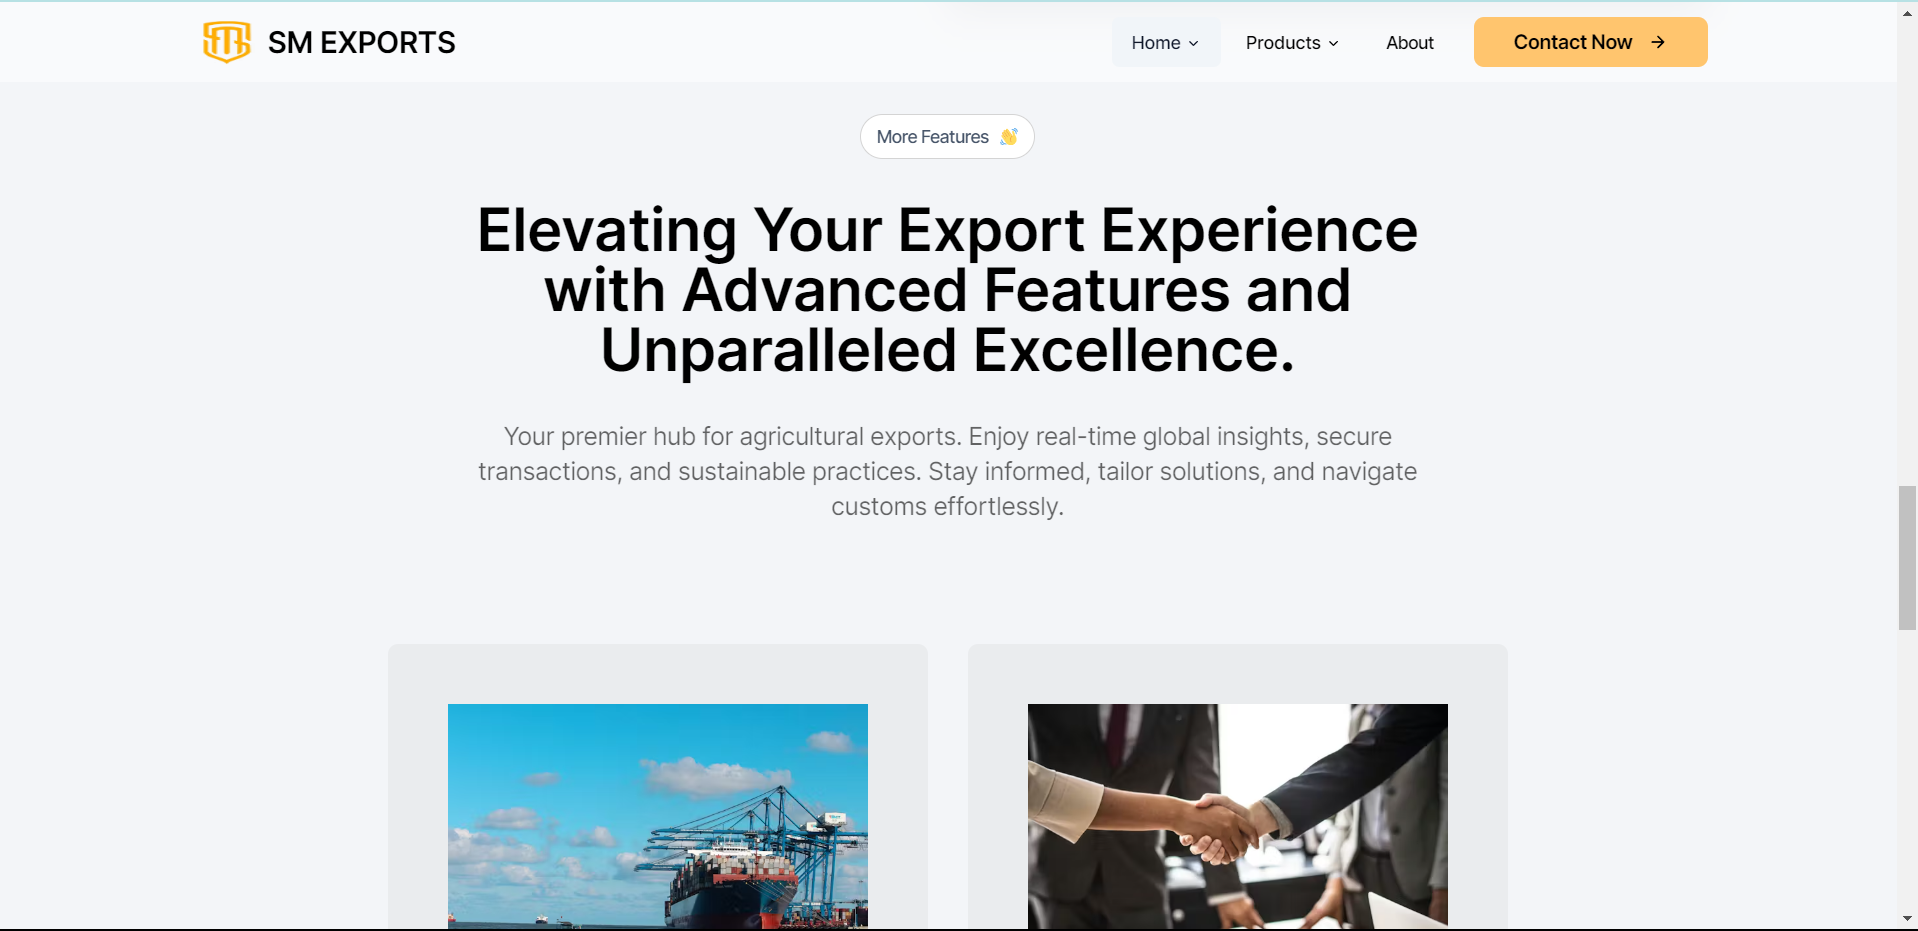 SM EXPORTS
Home
Products
About
Contact Now
More Features
Elevating Your Export Experience
with Advanced Features and
Unparalleled Excellence.
Your premier hub for agricultural exports. Enjoy real-time global insights, secure
transactions, and sustainable practices. Stay informed, tailor solutions, and navigate
customs effortlessly.